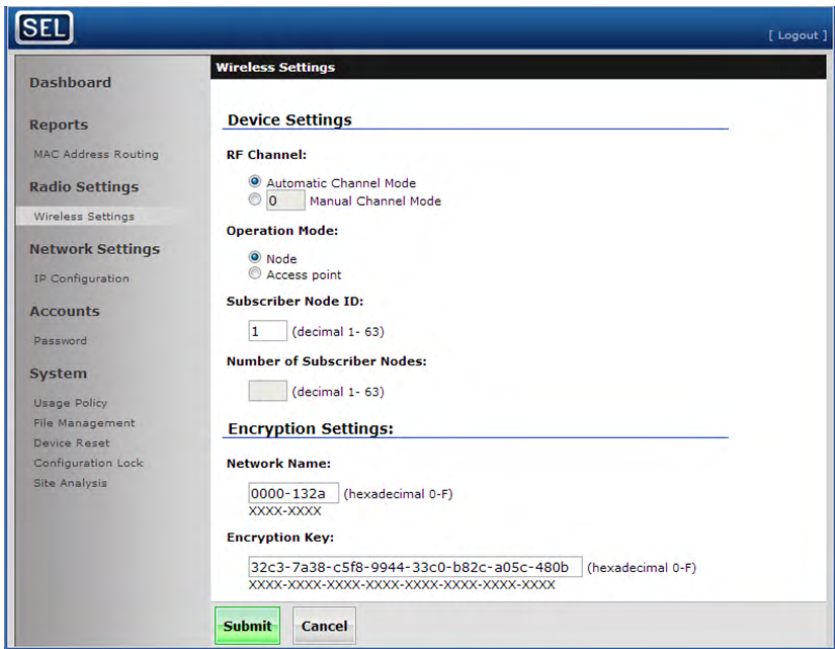 SEL
[ Logout ]
Dashboard
Reports
MAC Address Routing
Radio Settings
Wireless Settings
Network Settings
IP Configuration
Accounts
Password
System
Usage Policy
File Management
Device Reset
Configuration Lock
Site Analysis
Wireless Settings
Device Settings
RF Channel:
Automatic Channel Mode
0 Manual Channel Mode
Operation Mode:
Node
Access point
Subscriber Node ID:
1 (decimal 1- 63)
Number of Subscriber Nodes:
(decimal 1- 63)
Encryption Settings:
Network Name:
0000-132a (hexadecimal 0-F)
XXXX-XXXX
Encryption Key:
32c3-7a38-c5f8-9944-33c0-b82c-a05c-480b (hexadecimal 0-F)
XXXX-XXXX-XXXX-XXXX-XXXX-XXXX-XXXX-XXXX
Submit Cancel